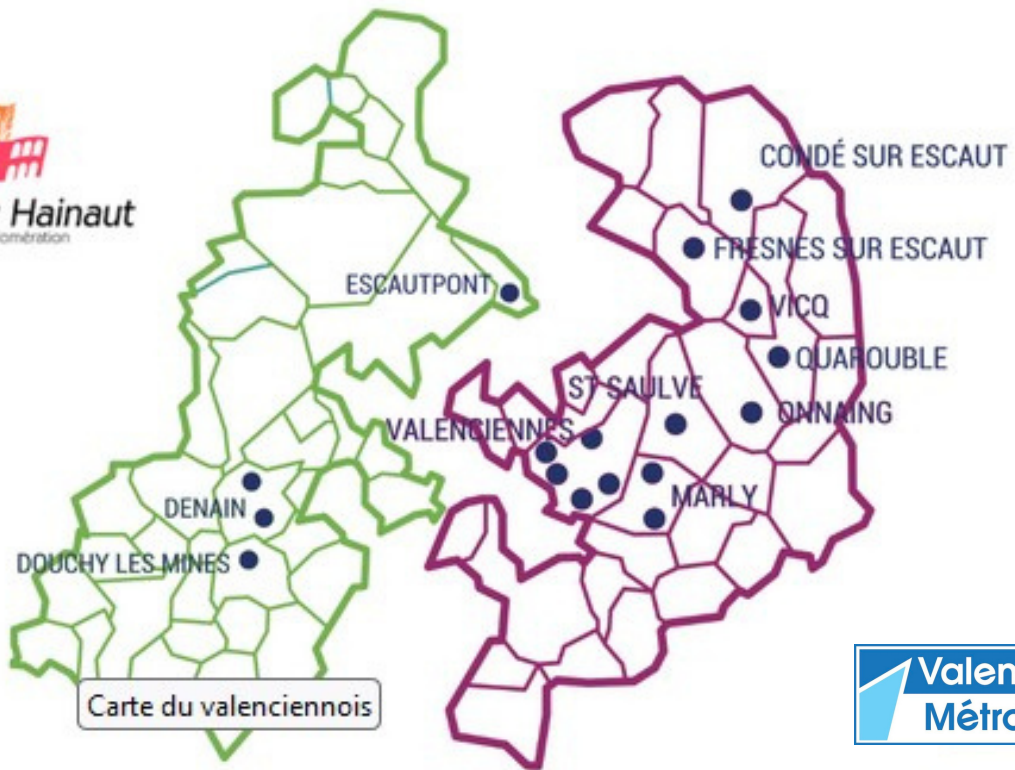 Hainaut
CONDÉ SUR ESCAUT
FRESNES SUR ESCAUT
ESCAUTPONT
VICQ
QUAROUBLE
ST SAULVE
ONNAING
VALENCIENNES
MARLY
DENAIN
DOUCHY LES MINES
Carte du valenciennois
Valen
Métro